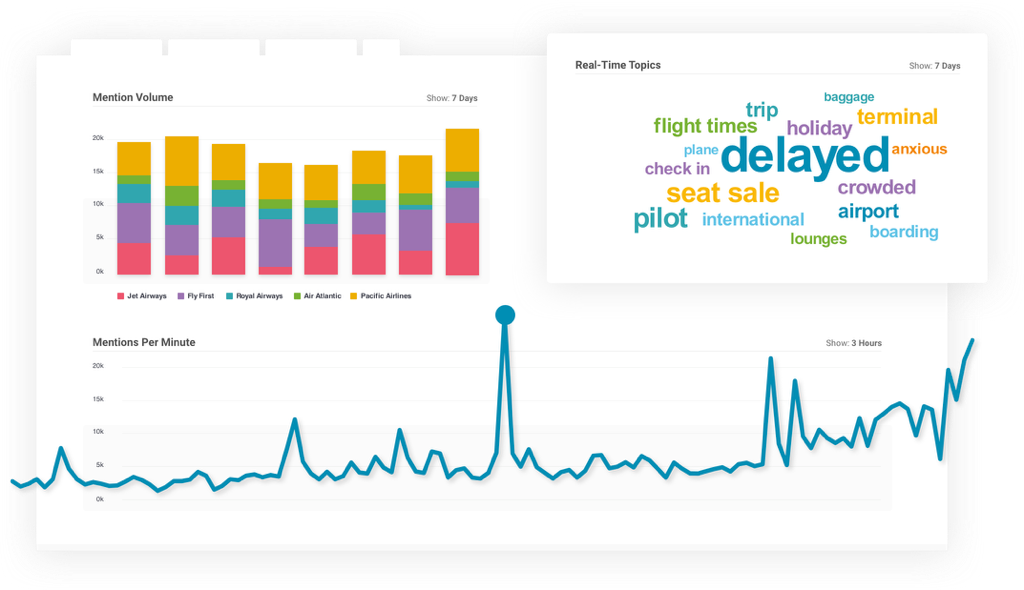 Mention Volume
Show: 7 Days
20k
15k
10k
5k
0k
Jet Airways Fly First Royal Airways Air Atlantic Pacific Airlines
Real-Time Topics
Show: 7 Days
baggage
trip
terminal
flight times
holiday
delayed
plane
anxious
check in
crowded
seat sale
airport
pilot
international
boarding
lounges
Mentions Per Minute
Show: 3 Hours
20k
15k
10k
5k
0k